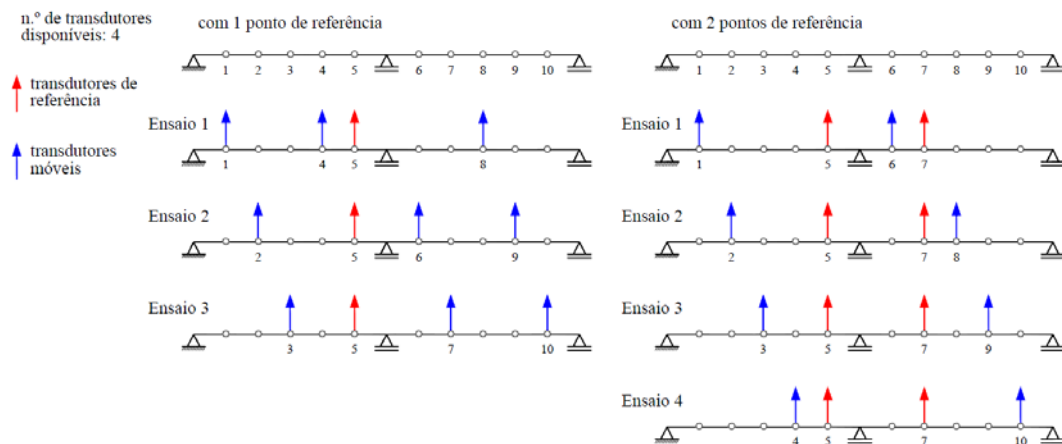 n.º de transdutores
disponíveis: 4
transdutores de
referência
transdutores
móveis
com 1 ponto de referência
1 2 3 4 5 6 7 8 9 10
Ensaio 1
1 4 5 8
Ensaio 2
2 5 6 9
Ensaio 3
3 5 7 10
com 2 pontos de referência
1 2 3 4 5 6 7 8 9 10
Ensaio 1
1 5 6 7
Ensaio 2
2 5 7 8
Ensaio 3
3 5 7 9
Ensaio 4
4 5 7 10